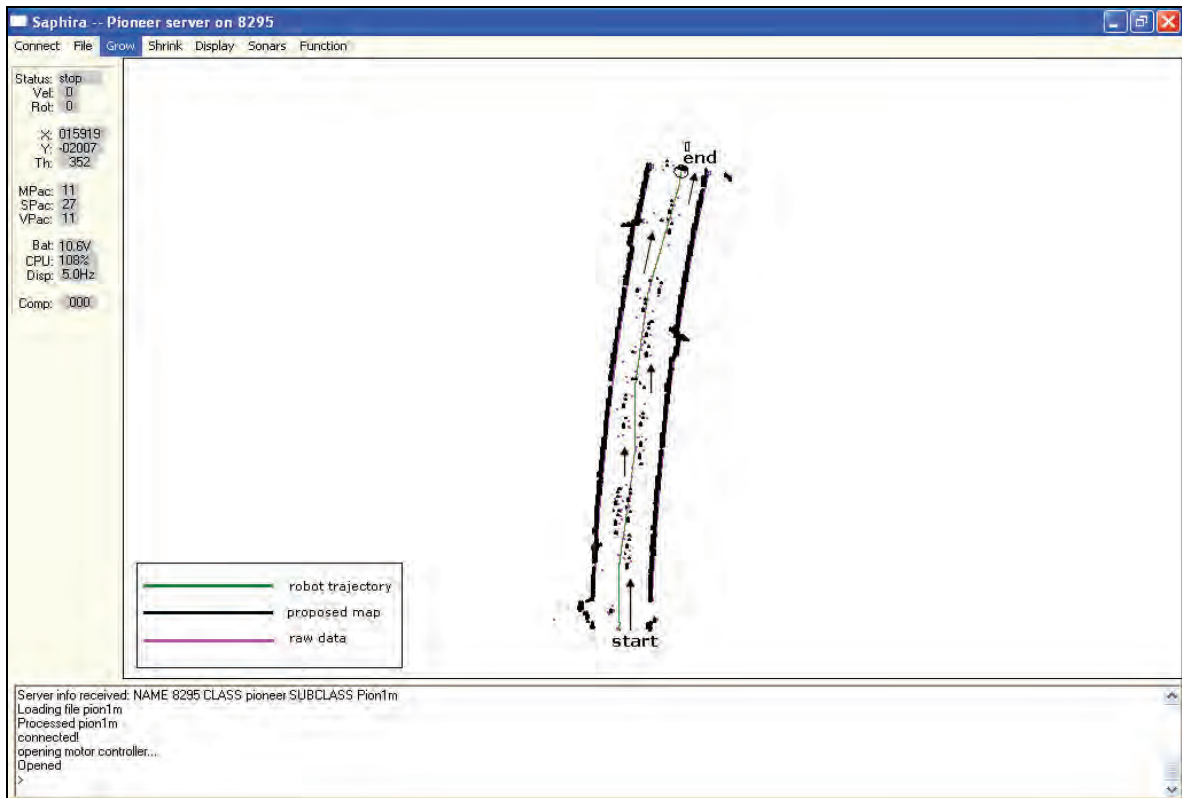 Saphira -- Pioneer server on 8295
Connect File Grow Shrink Display Sonars Function
Status: stop
Vel: 0
Rot: 0
X: 015919
Y: -02007
Th: 352
MPac: 11
SPac: 27
VPac: 11
Bat: 10.6V
CPU: 108%
Disp: 5.0Hz
Comp: 000
end
start
robot trajectory
proposed map
raw data
Server info received: NAME 8295 CLASS pioneer SUBCLASS Pion1m
Loading file pion1m
Processed pion1m
connected!
opening motor controller...
Opened
>